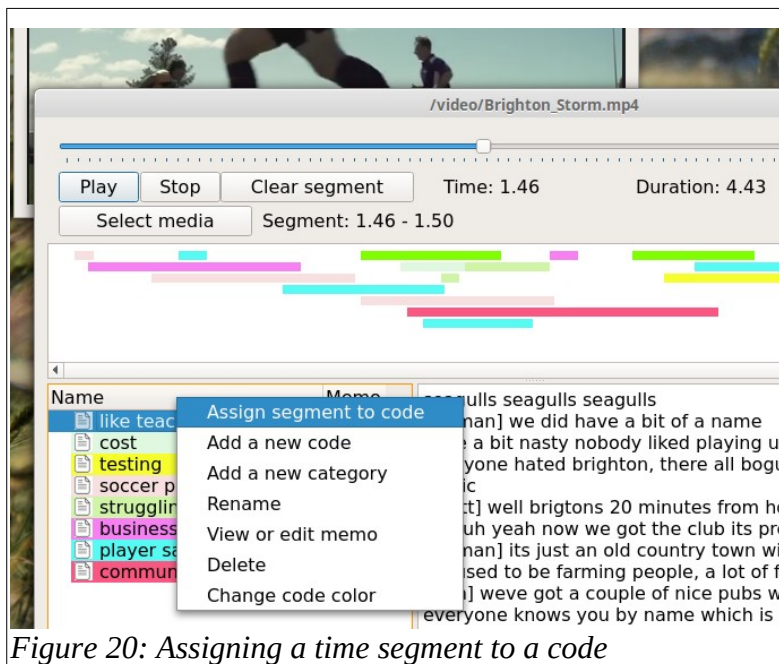 /video/Brighton_Storm.mp4
Play Stop Clear segment Time: 1.46 Duration: 4.43
Select media Segment: 1.46 - 1.50
Name
seagulls seagulls seagulls
like teac
man] we did have a bit of a name
cost
a bit nasty nobody liked playing u
testing
yone hated brighton, there all bogu
soccer p
ic
strugglin
tt] well brigtons 20 minutes from h
business
uh yeah now we got the club its pr
player sa
man] its just an old country town wi
commun
used to be farming people, a lot of f
] weve got a couple of nice pubs w
everyone knows you by name which is
Assign segment to code
Add a new code
Add a new category
Rename
View or edit memo
Delete
Change code color
Figure 20: Assigning a time segment to a code